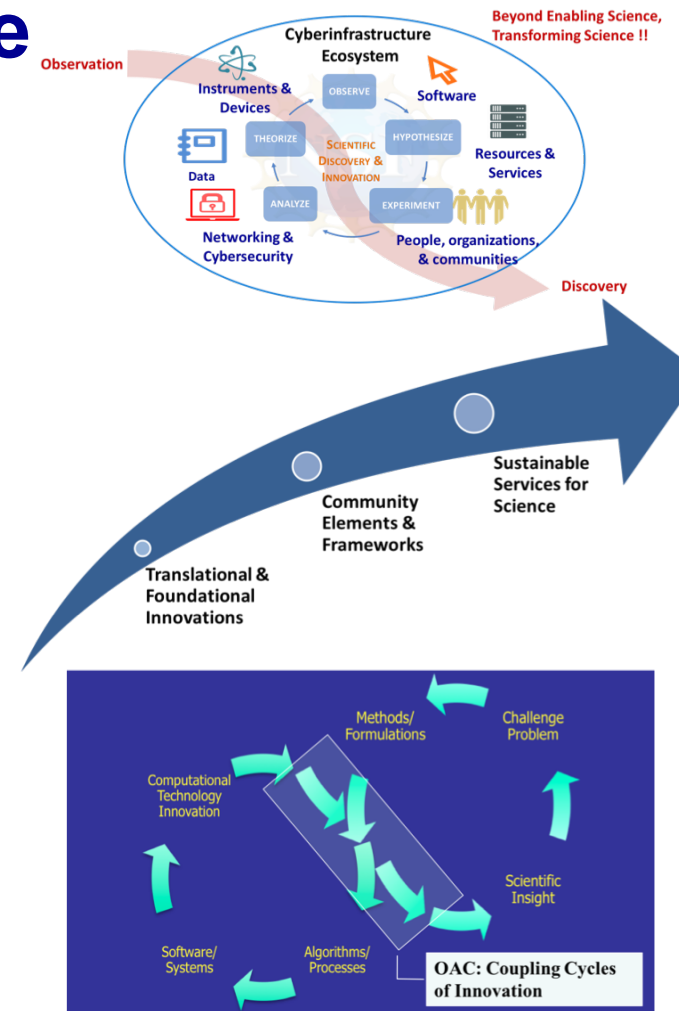 e
Beyond Enabling Science,
Transforming Science !!
Cyberinfrastructure
Ecosystem
Observation
Instruments &
Devices
Software
OBSERVE
THEORIZE
HYPOTHESIZE
SCIENTIFIC
DISCOVERY &
INNOVATION
Data
Resources &
Services
ANALYZE
EXPERIMENT
Networking &
Cybersecurity
People, organizations,
& communities
Discovery
Sustainable
Services for
Science
Community
Elements &
Frameworks
Translational &
Foundational
Innovations
Methods/
Formulations
Challenge
Problem
Computational
Technology
Innovation
Scientific
Insight
Software/
Systems
Algorithms/
Processes
OAC: Coupling Cycles
of Innovation